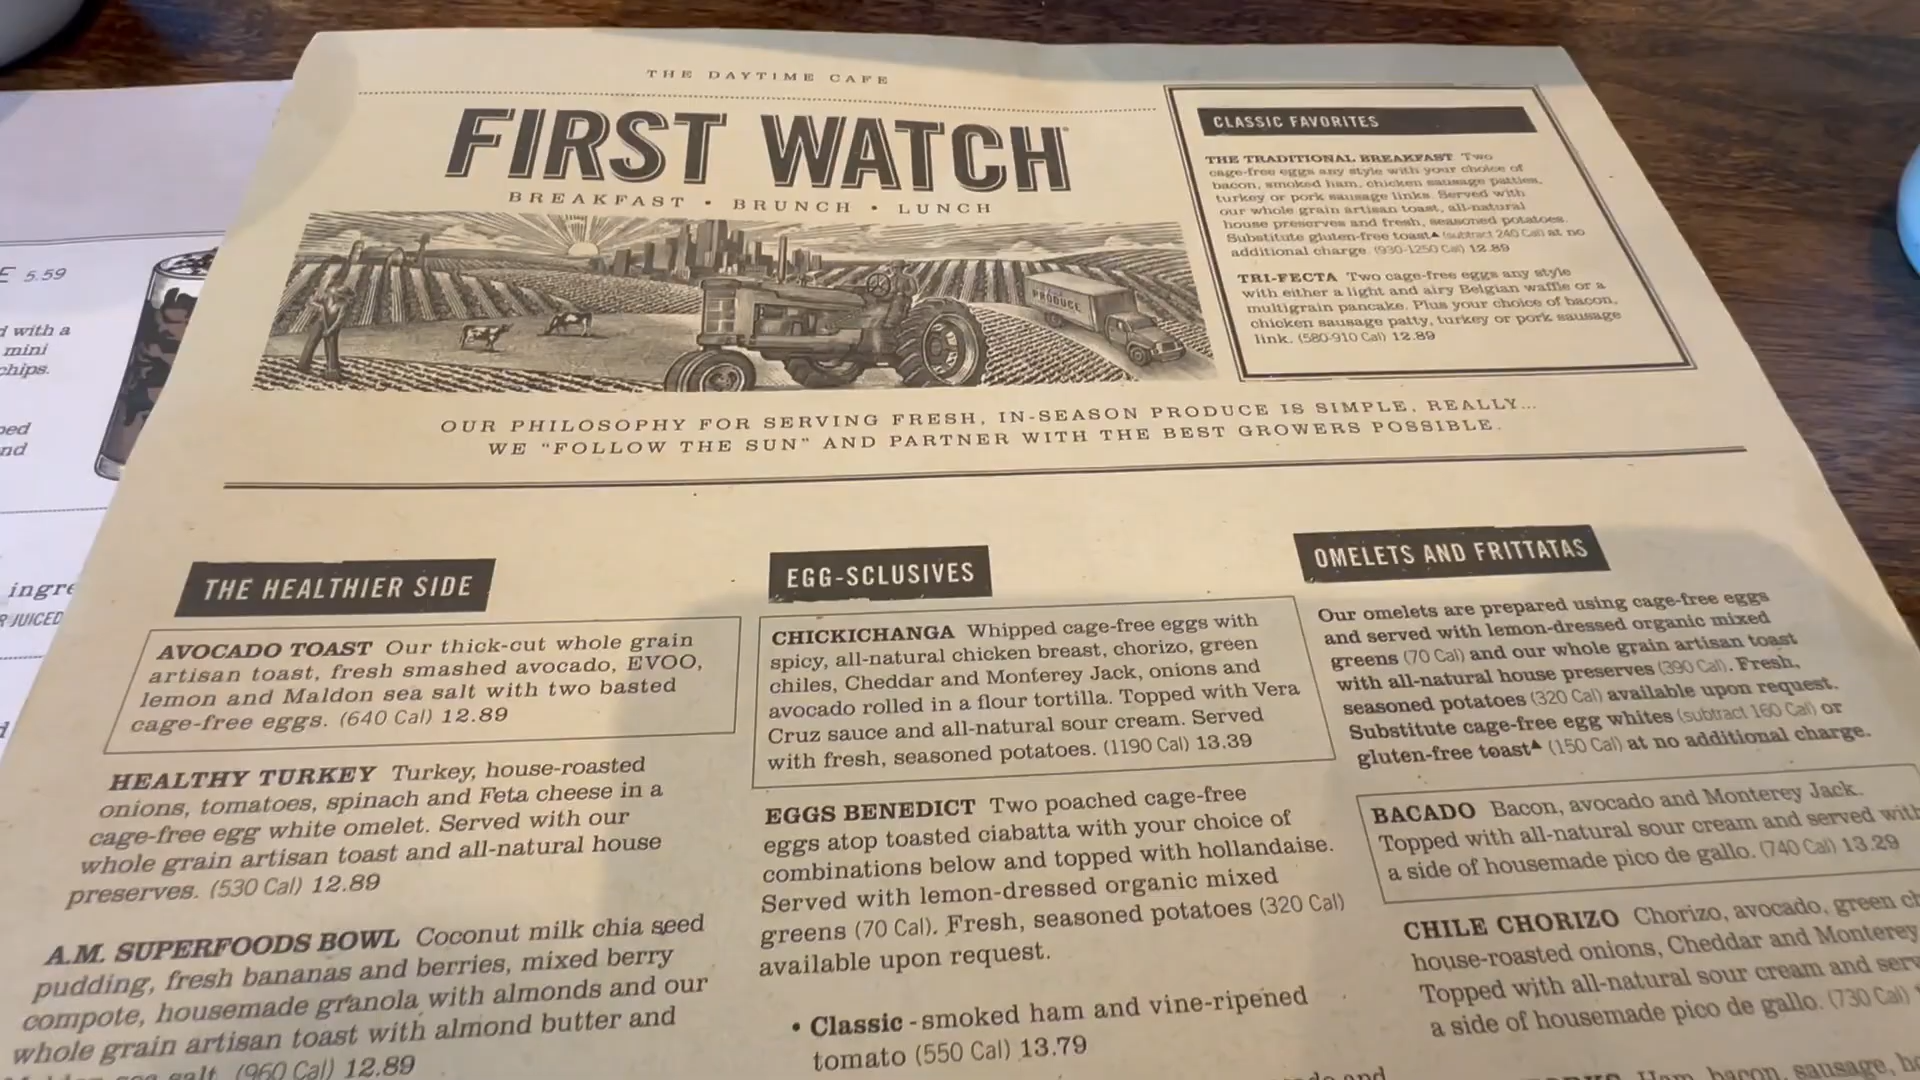 THE DAYTIME CAFE
FIRST WATCH
BREAKFAST • BRUNCH • LUNCH
PRODUCE
OUR PHILOSOPHY FOR SERVING FRESH, IN-SEASON PRODUCE IS SIMPLE, REALLY...
WE "FOLLOW THE SUN" AND PARTNER WITH THE BEST GROWERS POSSIBLE.
CLASSIC FAVORITES
THE TRADITIONAL BREAKFAST Two
cage-free eggs any style with your choice of
bacon, smoked ham, chicken sausage patties,
turkey or pork sausage links. Served with
our whole grain artisan toast, all-natural
house preserves and fresh, seasoned potatoes.
Substitute gluten-free toast▲ (subtract 240 Cal) at no
additional charge. (930-1250 Cal) 12.89
TRI-FECTA Two cage-free eggs any style
with either a light and airy Belgian waffle or a
multigrain pancake. Plus your choice of bacon,
chicken sausage patty, turkey or pork sausage
link. (580-910 Cal) 12.89
THE HEALTHIER SIDE
AVOCADO TOAST Our thick-cut whole grain
artisan toast, fresh smashed avocado, EVOO,
lemon and Maldon sea salt with two basted
cage-free eggs. (640 Cal) 12.89
HEALTHY TURKEY Turkey, house-roasted
onions, tomatoes, spinach and Feta cheese in a
cage-free egg white omelet. Served with our
whole grain artisan toast and all-natural house
preserves. (530 Cal) 12.89
A.M. SUPERFOODS BOWL Coconut milk chia seed
pudding, fresh bananas and berries, mixed berry
compote, housemade granola with almonds and our
whole grain artisan toast with almond butter and
sea salt. (960 Cal) 12.89
EGG-SCLUSIVES
CHICKICHANGA Whipped cage-free eggs with
spicy, all-natural chicken breast, chorizo, green
chiles, Cheddar and Monterey Jack, onions and
avocado rolled in a flour tortilla. Topped with Vera
Cruz sauce and all-natural sour cream. Served
with fresh, seasoned potatoes. (1190 Cal) 13.39
EGGS BENEDICT Two poached cage-free
eggs atop toasted ciabatta with your choice of
combinations below and topped with hollandaise.
Served with lemon-dressed organic mixed
greens (70 Cal). Fresh, seasoned potatoes (320 Cal)
available upon request.
• Classic - smoked ham and vine-ripened
tomato (550 Cal) 13.79
and
OMELETS AND FRITTATAS
Our omelets are prepared using cage-free eggs
and served with lemon-dressed organic mixed
greens (70 Cal) and our whole grain artisan toast
with all-natural house preserves (390 Cal). Fresh,
seasoned potatoes (320 Cal) available upon request.
Substitute cage-free egg whites (subtract 160 Cal) or
gluten-free toast▲ (150 Cal) at no additional charge.
BACADO Bacon, avocado and Monterey Jack.
Topped with all-natural sour cream and served with
a side of housemade pico de gallo. (740 Cal) 13.29
CHILE CHORIZO Chorizo, avocado, green
house-roasted onions, Cheddar and Monterey
Topped with all-natural sour cream and
a side of housemade pico de gallo. (730 Cal)
Ham, bacon, sausage,
5.59
with a
mini
chips.
JUICED